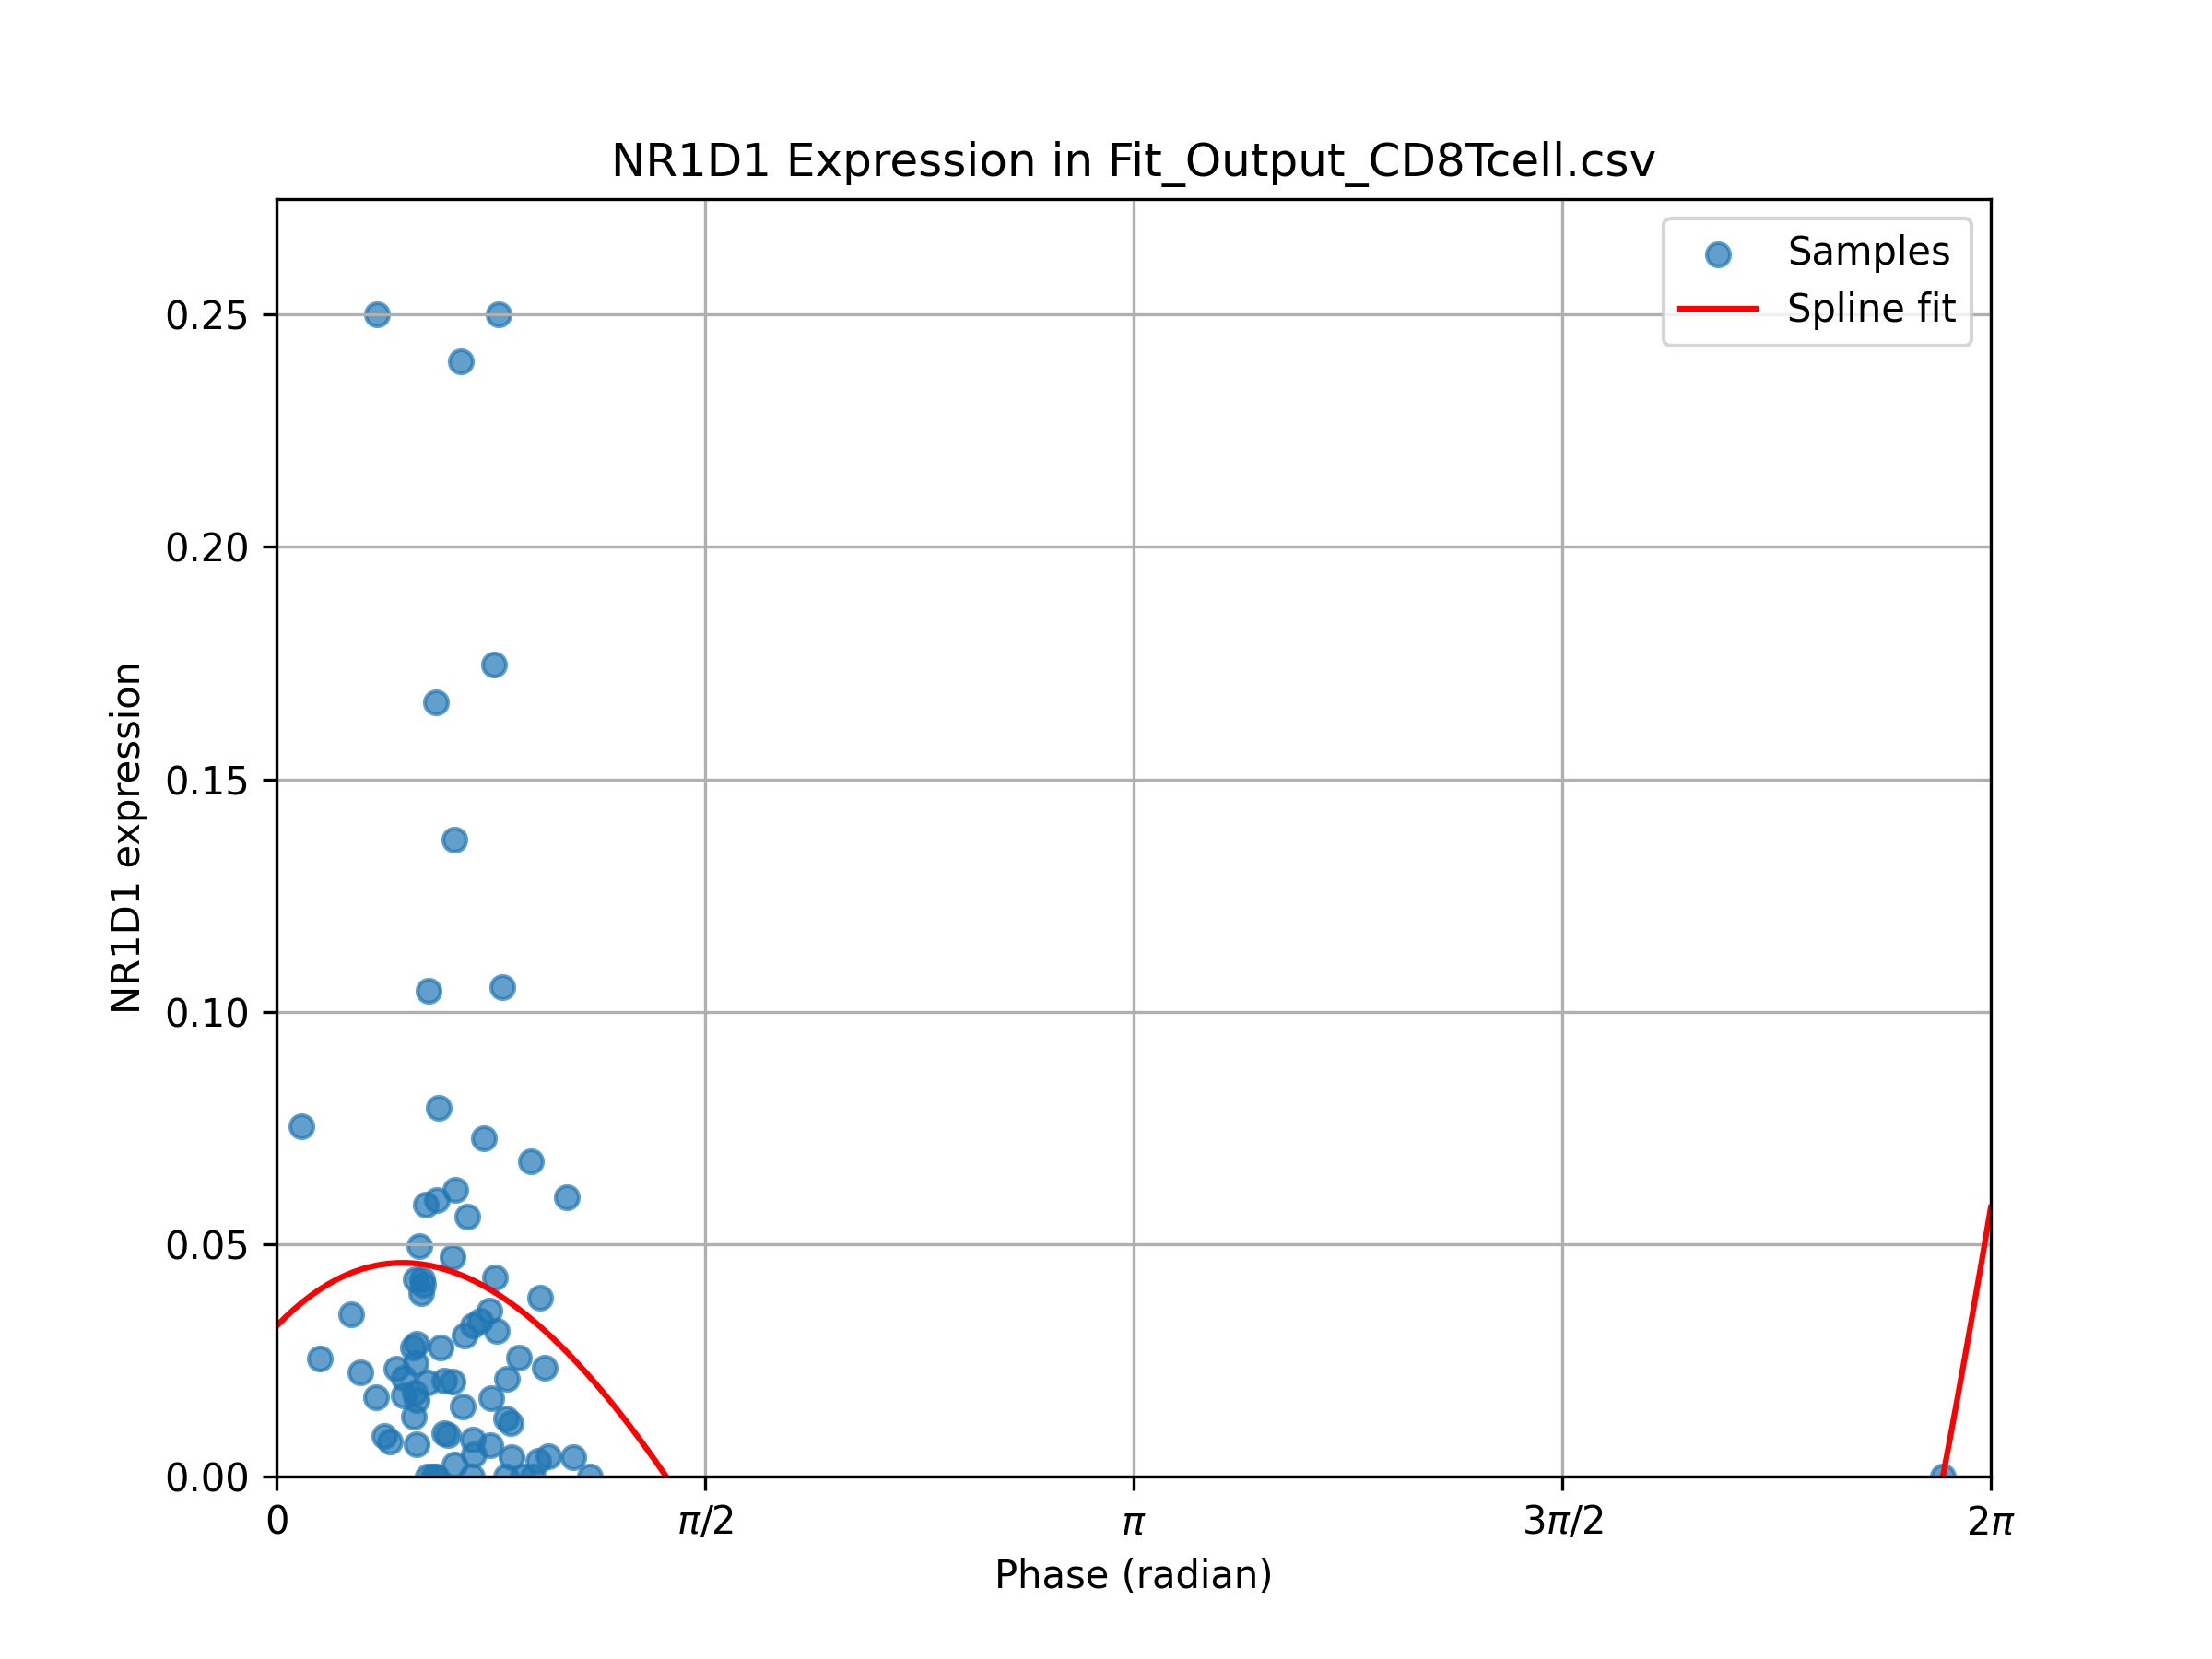 NR1D1 Expression in Fit_Output_CD8Tcell.csv
Samples
Spline fit
0.25
0.20
0.15
0.10
0.05
0.00
NR1D1 expression
0 π/2 π 3π/2 2π
Phase (radian)